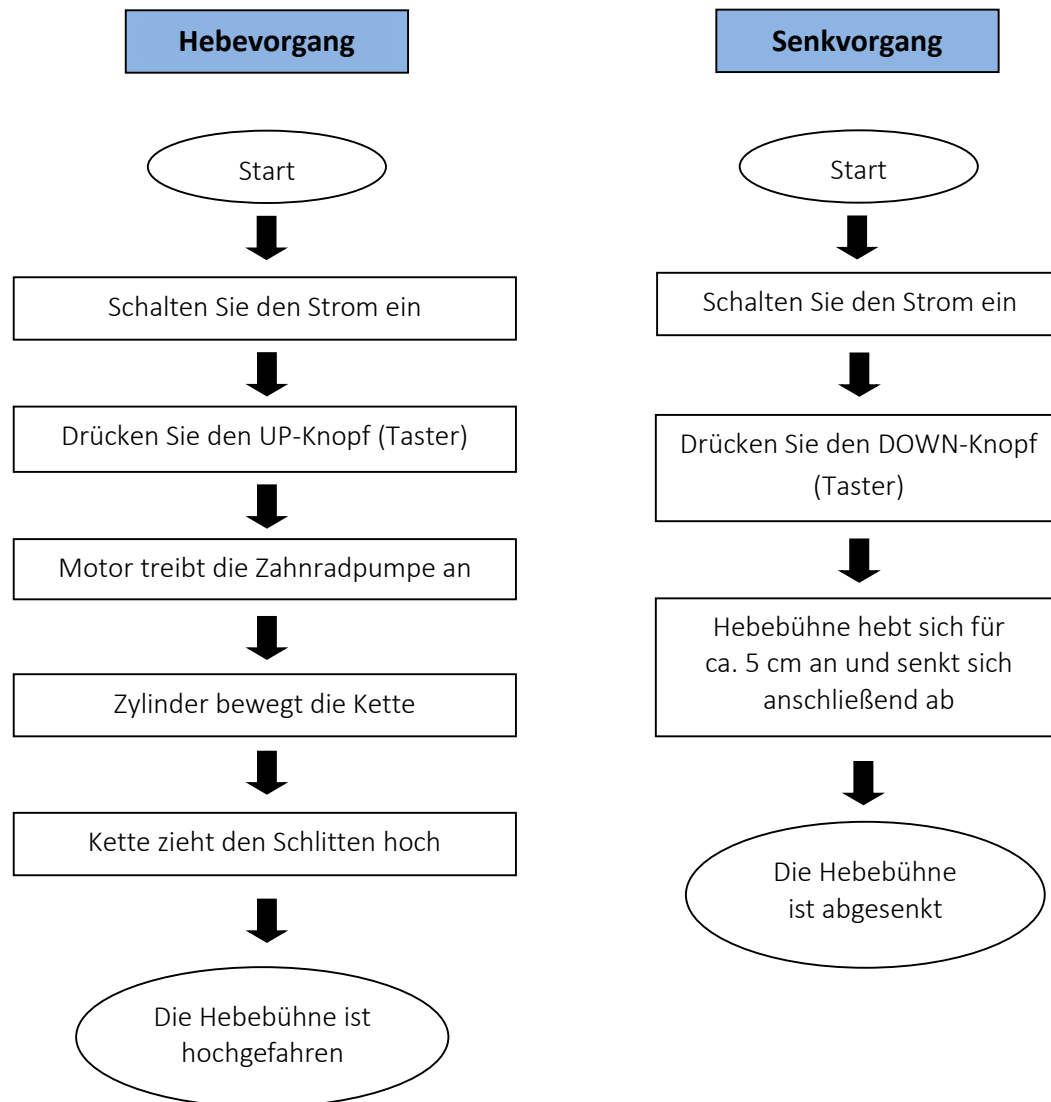 Hebevorgang
Start
Schalten Sie den Strom ein
Drücken Sie den UP-Knopf (Taster)
Motor treibt die Zahnradpumpe an
Zylinder bewegt die Kette
Kette zieht den Schlitten hoch
Die Hebebühne ist
hochgefahren
Senkvorgang
Start
Schalten Sie den Strom ein
Drücken Sie den DOWN-Knopf
(Taster)
Hebebühne hebt sich für
ca. 5 cm an und senkt sich
anschließend ab
Die Hebebühne
ist abgesenkt